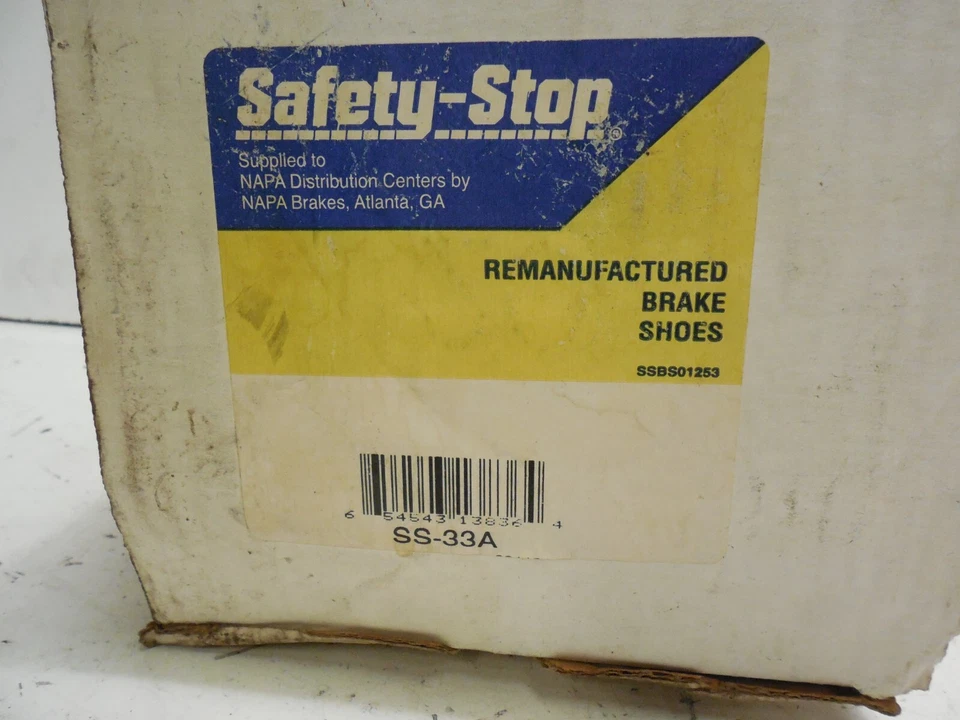 Safety-Stop®
Supplied to
NAPA Distribution Centers by
NAPA Brakes, Atlanta, GA
REMANUFACTURED
BRAKE
SHOES
SSBS01253
6 54543 13836 4
SS-33A